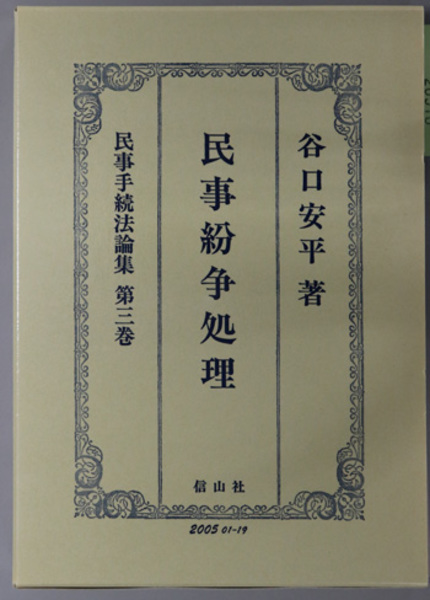 谷口安平 著
民事紛争処理
民事手続法論集 第三巻
信山社
2005 01-19